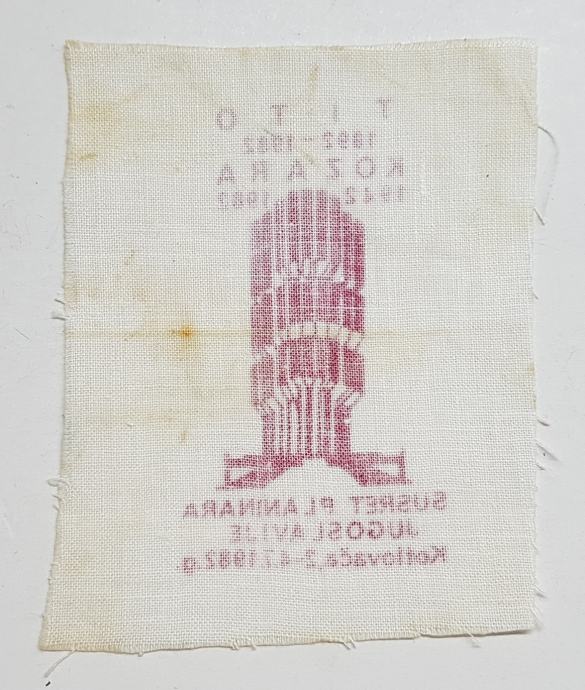 TITO
1892-1982
KOZARA
1942 1982
SUSRET PLANINARA
JUGOSLAVIJE
Kotlovača,2-4.7.1982.g.